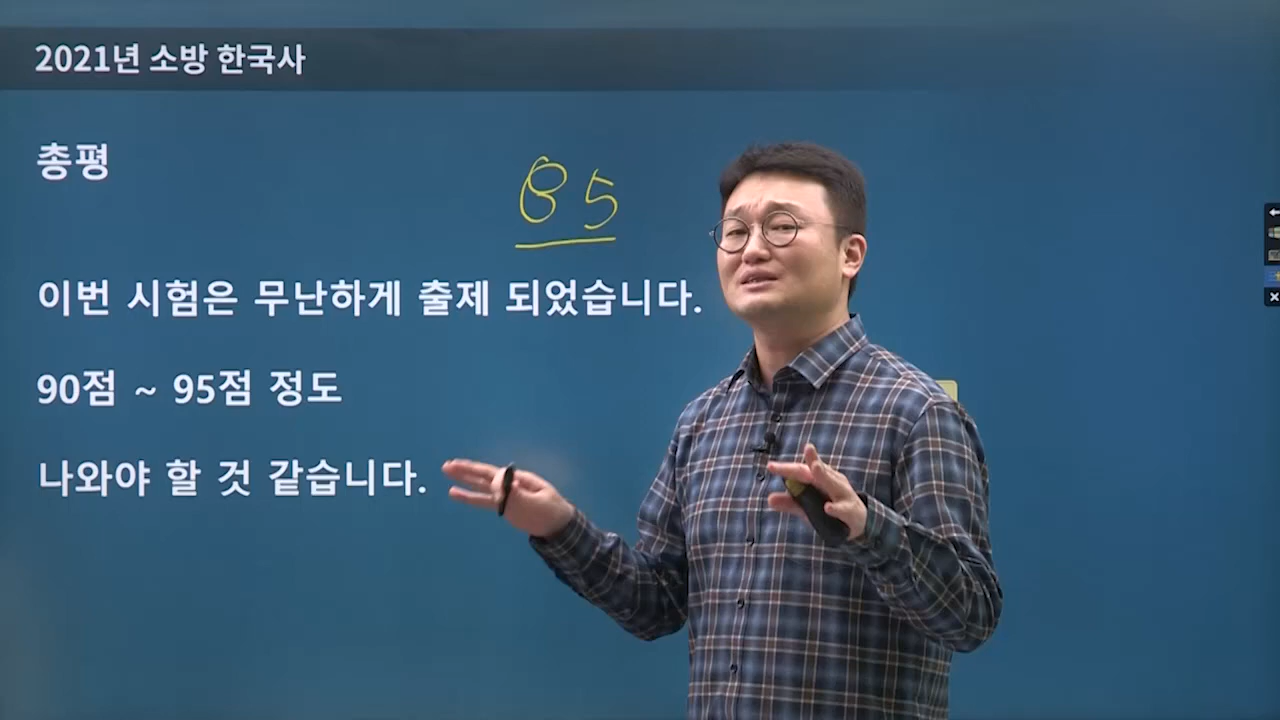 2021년 소방 한국사
총평
85
이번 시험은 무난하게 출제 되었습니다.
90점 ~ 95점 정도
나와야 할 것 같습니다.